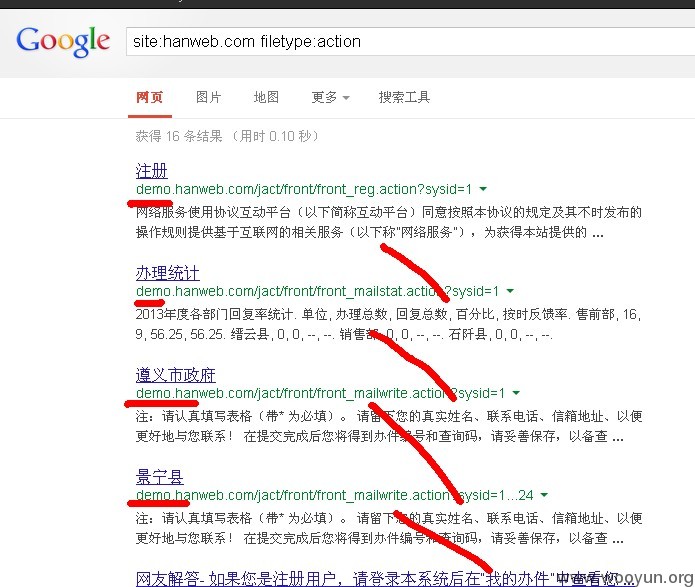 Google
site:hanweb.com filetype:action
网页 图片 地图 更多 搜索工具
获得 16 条结果 （用时 0.10 秒）
注册
demo.hanweb.com/jact/front/front_reg.action?sysid=1
网络服务使用协议互动平台（以下简称互动平台）同意按照本协议的规定及其不时发布的
操作规则提供基于互联网的相关服务（以下称"网络服务"），为获得本站提供的 ...
办理统计
demo.hanweb.com/jact/front/front_mailstat.action?sysid=1
2013年度各部门回复率统计. 单位, 办理总数, 回复总数, 百分比, 按时反馈率. 售前部, 16,
9, 56.25, 56.25. 缙云县, 0, 0, --, --. 销售部, 0, 0, --, --. 石阡县, 0, 0, --, --.
遵义市政府
demo.hanweb.com/jact/front/front_mailwrite.action?sysid=1
注：请认真填写表格（带* 为必填）。 请留下您的真实姓名、联系电话、信箱地址、以便
更好地与您联系！ 在提交完成后您将得到办件编号和查询码，请妥善保存，以备查 ...
景宁县
demo.hanweb.com/jact/front/front_mailwrite.action?sysid=1...24
注：请认真填写表格（带* 为必填）。 请留下您的真实姓名、联系电话、信箱地址、以便
更好地与您联系！ 在提交完成后您将得到办件编号和查询码，请妥善保存，以备查 ...
网友解答- 如果您是注册用户，请登录本系统后在"我的办件"中查看您 ...
www.wooyun.org